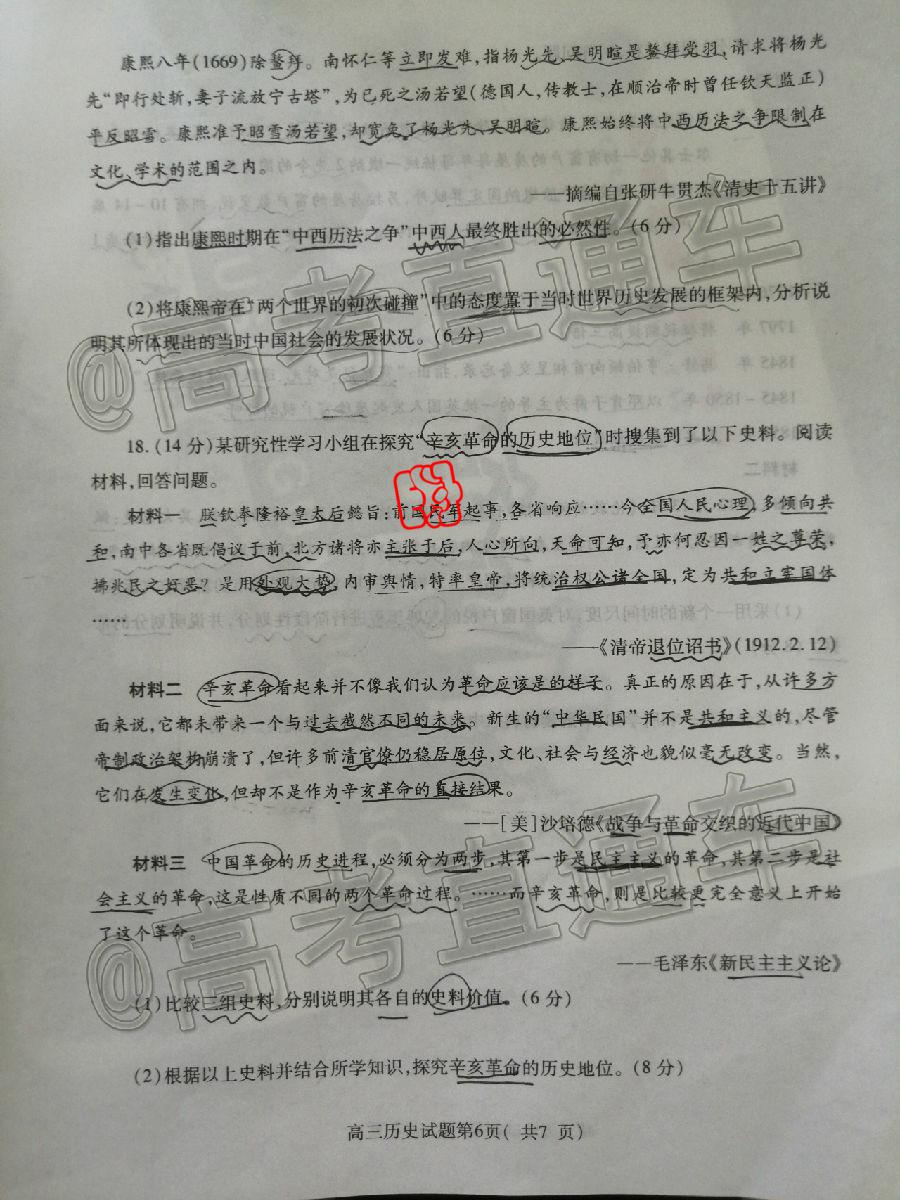 康熙八年(1669)除鳌拜。南怀仁等立即发难,指杨光先、吴明暄是鳌拜党羽,请求将杨光
先“即行处斩,妻子流放宁古塔”,为已死之汤若望(德国人,传教士,在顺治帝时曾任钦天监正)
平反昭雪。康熙准予昭雪汤若望,却宽免了杨光先、吴明暄。康熙始终将中西历法之争限制在
文化、学术的范围之内。
——摘编自张研牛贯杰《清史十五讲》
(1)指出康熙时期在“中西历法之争”中西人最终胜出的必然性。(6分)
(2)将康熙帝在“两个世界的初次碰撞”中的态度置于当时世界历史发展的框架内,分析说
明其所体现出的当时中国社会的发展状况。(6分)
18.(14分)某研究性学习小组在探究“辛亥革命的历史地位”时搜集到了以下史料。阅读
材料,回答问题。
材料一 朕钦奉隆裕皇太后懿旨:前因民军起事,各省响应……今全国人民心理,多倾向共
和,南中各省既倡议于前,北方诸将亦主张于后,人心所向,天命可知,予亦何忍因一姓之尊荣,
拂兆民之好恶?是用外观大势,内审舆情,特率皇帝,将统治权公诸全国,定为共和立宪国体
……
——《清帝退位诏书》(1912.2.12)
材料二 辛亥革命看起来并不像我们认为革命应该是的样子。真正的原因在于,从许多方
面来说,它都未带来一个与过去截然不同的未来。新生的“中华民国”并不是共和主义的,尽管
帝制政治架构崩溃了,但许多前清官僚仍稳居原位,文化、社会与经济也貌似毫无改变。当然,
它们在发生变化,但却不是作为辛亥革命的直接结果。
——[美]沙培德《战争与革命交织的近代中国》
材料三 中国革命的历史进程,必须分为两步,其第一步是民主主义的革命,其第二步是社
会主义的革命,这是性质不同的两个革命过程。……而辛亥革命,则是比较更完全意义上开始
了这个革命。
——毛泽东《新民主主义论》
(1)比较三组史料,分别说明其各自的史料价值。(6分)
(2)根据以上史料并结合所学知识,探究辛亥革命的历史地位。(8分)
高三历史试题第6页( 共7 页)
@高考直通车
@高考直通车